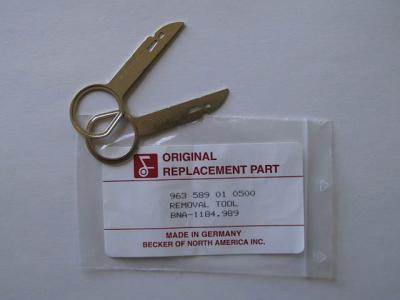 ORIGINAL
REPLACEMENT PART
963 589 01 0500
REMOVAL TOOL
BNA-1184.989
MADE IN GERMANY
BECKER OF NORTH AMERICA INC.